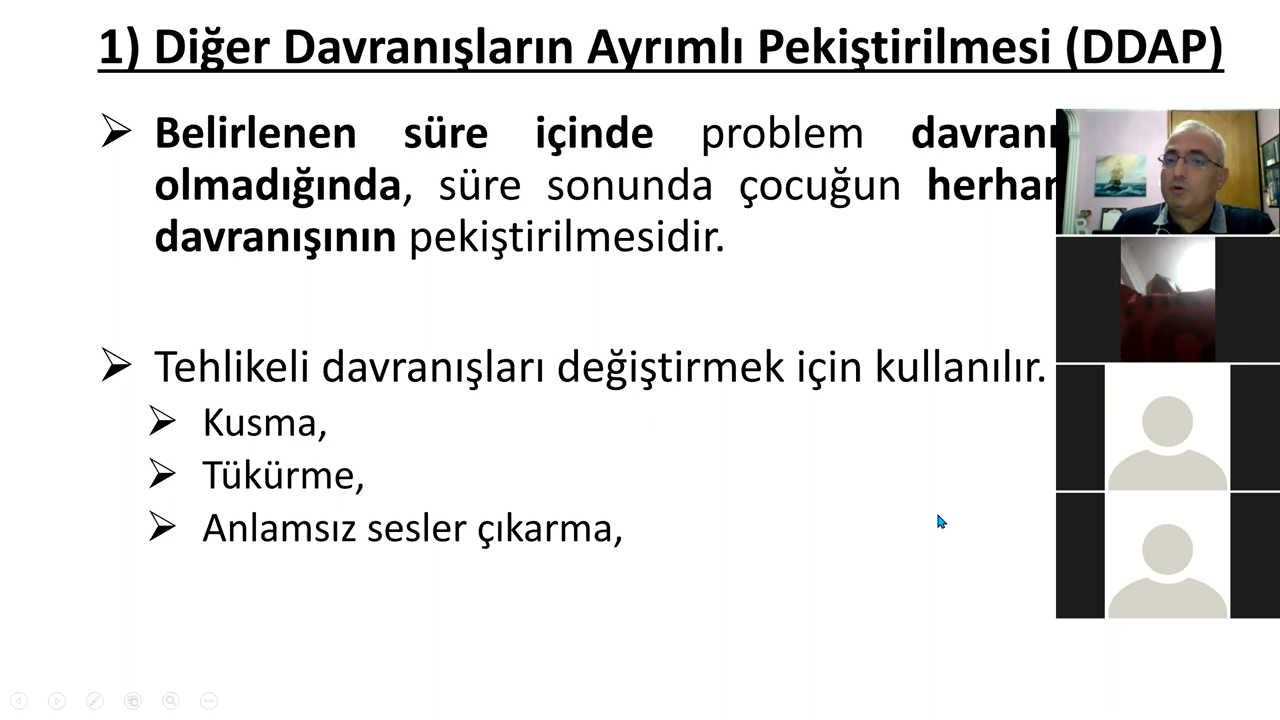 1) Diğer Davranışların Ayrımlı Pekiştirilmesi (DDAP)
Belirlenen süre içinde problem
olmadığında, süre sonunda çocuğun
davranışının pekiştirilmesidir.
Tehlikeli davranışları değiştirmek için kullanılır.
Kusma,
Tükürme,
Anlamsız sesler çıkarma,